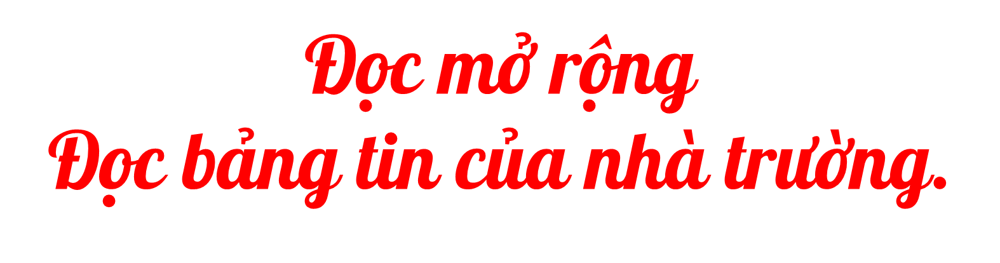 Đọc mở rộng
Đọc bảng tin của nhà trường.